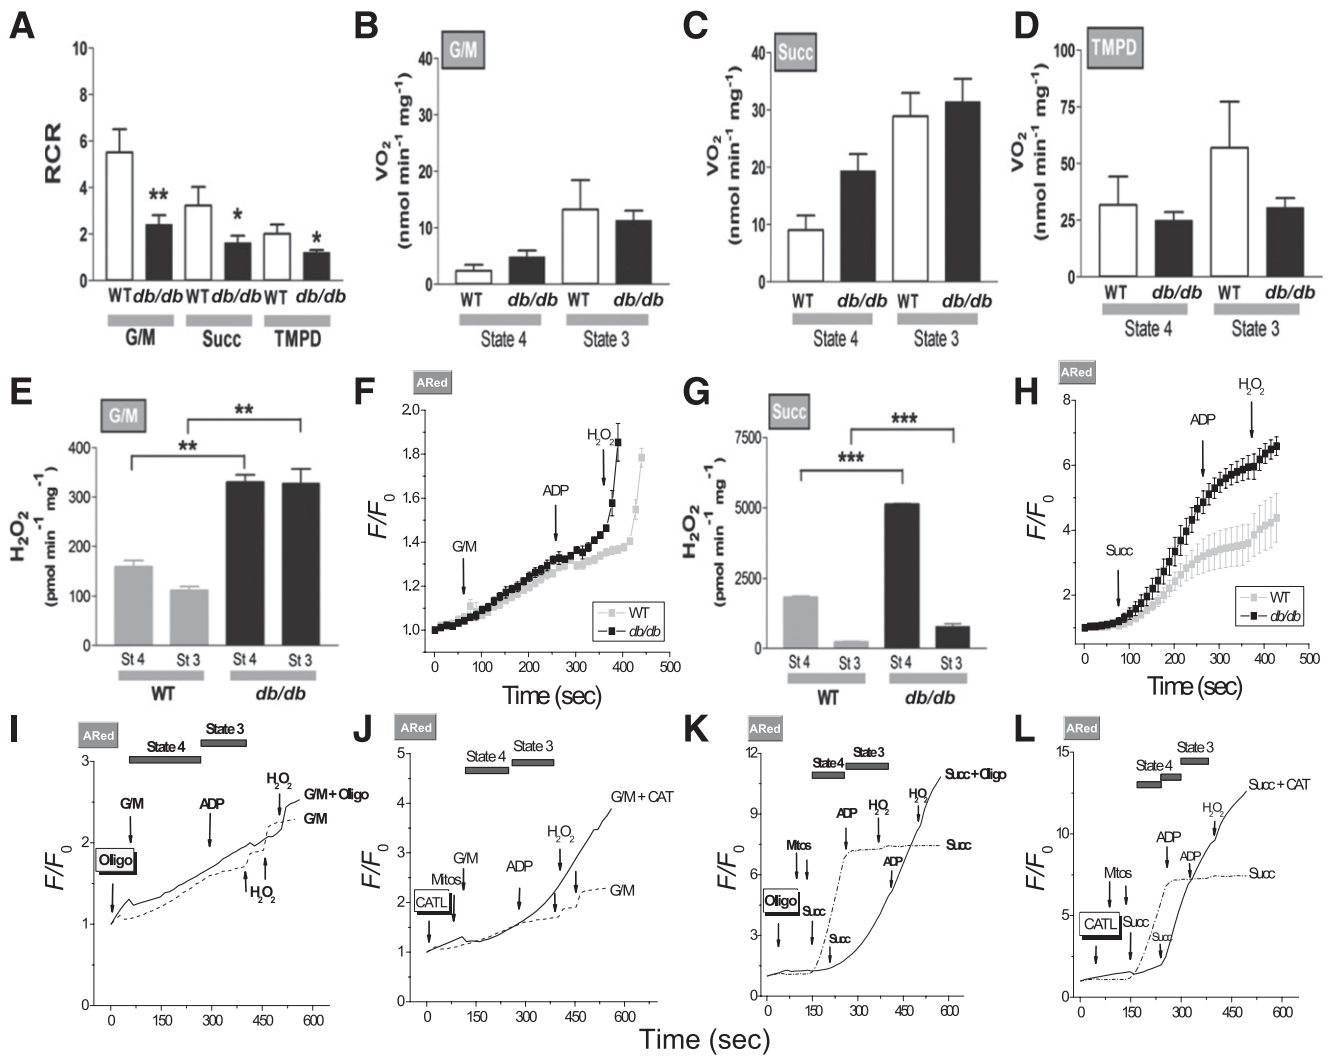 A
10
8
6
4
2
0
RCR
**
*
*
WT db/db WT db/db WT db/db
G/M Succ TMPD
B
G/M
40
30
20
10
0
VO2
(nmol min-1 mg-1)
WT db/db WT db/db
State 4 State 3
C
Succ
40
30
20
10
0
VO2
(nmol min-1 mg-1)
WT db/db WT db/db
State 4 State 3
D
TMPD
100
75
50
25
0
VO2
(nmol min-1 mg-1)
WT db/db WT db/db
State 4 State 3
E
G/M
**
**
400
300
200
100
0
H2O2
(pmol min-1 mg-1)
St 4 St 3 St 4 St 3
WT db/db
F
ARed
2.0
1.8
1.6
1.4
1.2
1.0
F/F0
G/M
ADP
H2O2
WT
db/db
0 100 200 300 400 500
Time (sec)
G
Succ
***
***
7500
5000
2500
0
H2O2
(pmol min-1 mg-1)
St 4 St 3 St 4 St 3
WT db/db
H
ARed
8
6
4
2
F/F0
Succ
ADP
H2O2
WT
db/db
0 100 200 300 400 500
Time (sec)
I
ARed
State 4
State 3
3
2
1
0
F/F0
Oligo
G/M
ADP
H2O2
H2O2
G/M + Oligo
G/M
0 150 300 450 600
J
ARed
State 4
State 3
5
4
3
2
1
0
F/F0
CATL
Mitos
G/M
ADP
H2O2
G/M + CAT
G/M
0 150 300 450 600
K
ARed
State 4
State 3
12
9
6
3
0
F/F0
Oligo
Mitos
Succ
Succ
ADP
H2O2
ADP
H2O2
Succ + Oligo
Succ
0 150 300 450 600
L
ARed
State 4
State 3
15
10
5
0
F/F0
CATL
Mitos
Succ
Succ
ADP
ADP
H2O2
Succ + CAT
Succ
0 150 300 450 600
Time (sec)